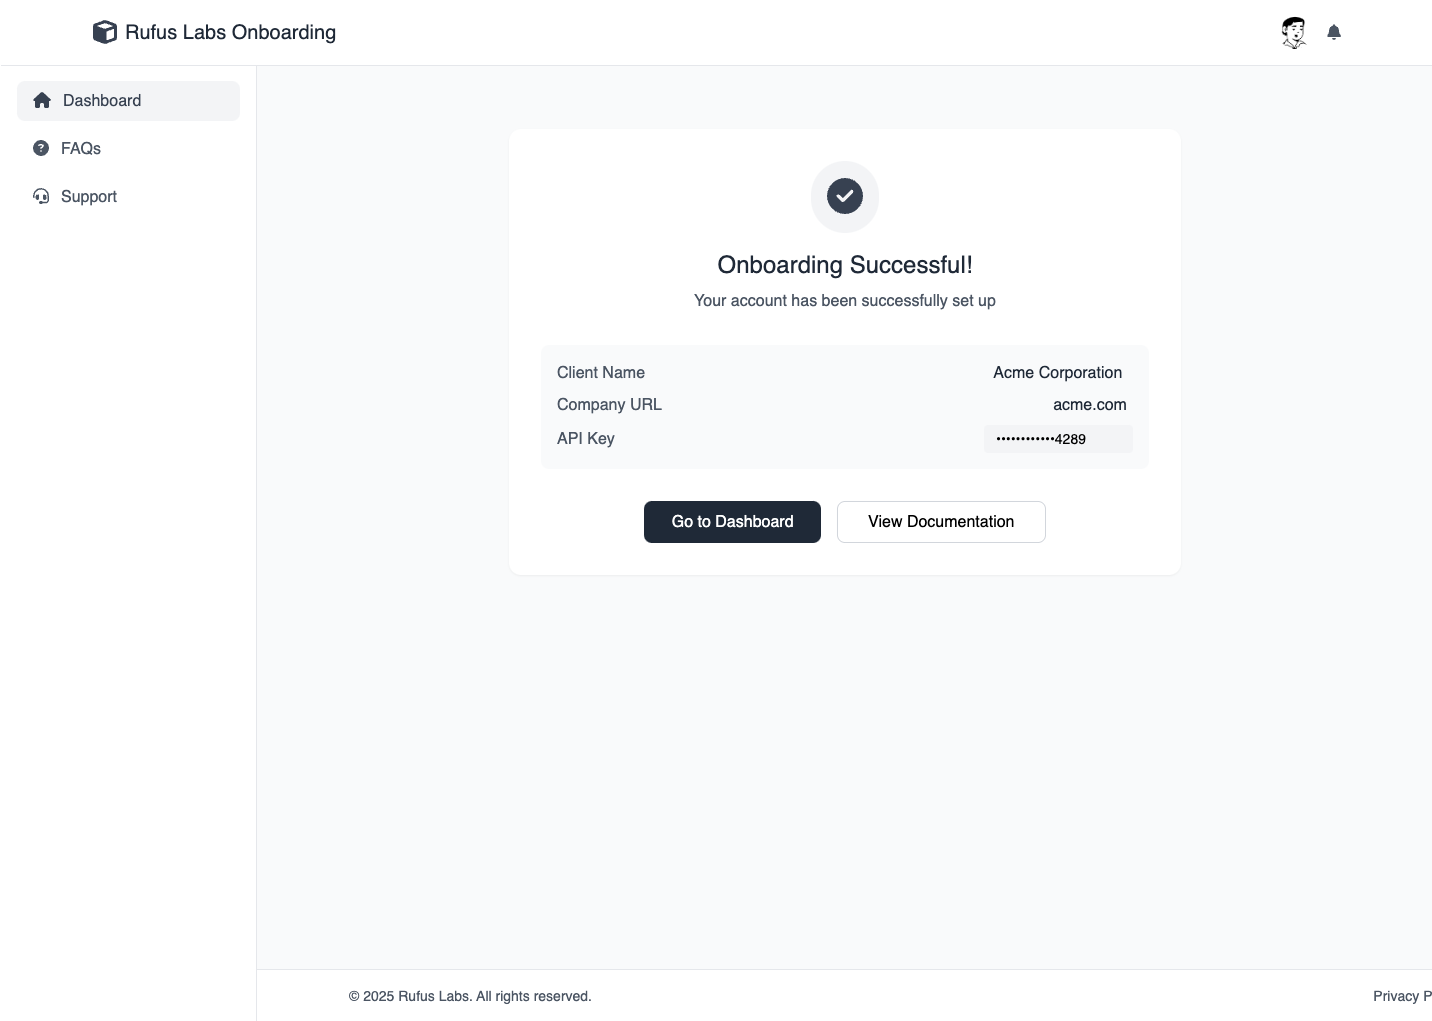 Rufus Labs Onboarding
Dashboard
FAQs
Support
Onboarding Successful!
Your account has been successfully set up
Client Name Acme Corporation
Company URL acme.com
API Key ••••••••••••4289
Go to Dashboard View Documentation
© 2025 Rufus Labs. All rights reserved. Privacy P